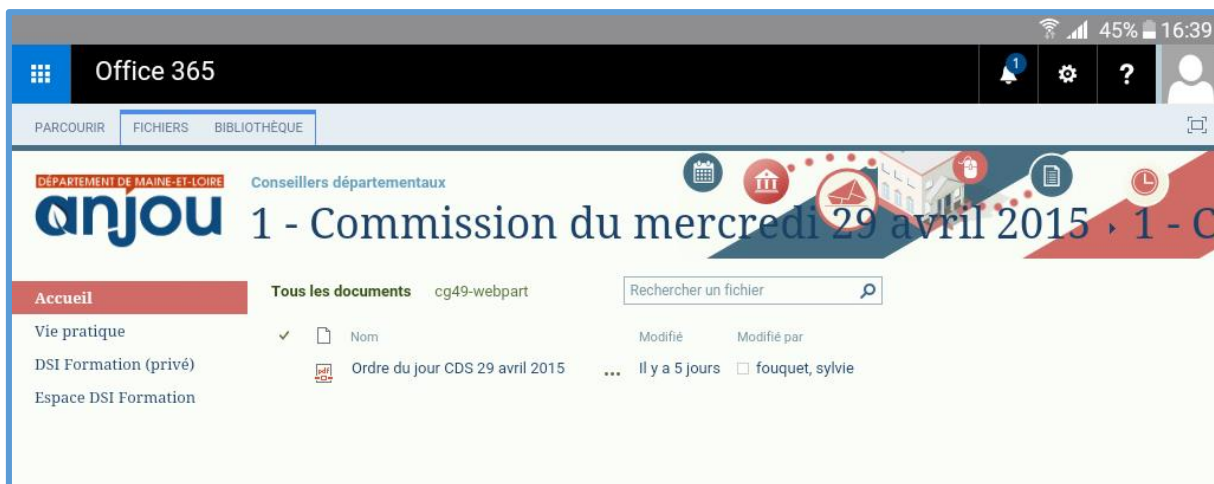 45% 16:39
Office 365
1
?
PARCOURIR FICHIERS BIBLIOTHÈQUE
DÉPARTEMENT DE MAINE-ET-LOIRE
anjou
Conseillers départementaux
1 - Commission du mercredi 29 avril 2015 ▸ 1 - C
Accueil
Vie pratique
DSI Formation (privé)
Espace DSI Formation
Tous les documents cg49-webpart Rechercher un fichier
Nom Modifié Modifié par
pdf Ordre du jour CDS 29 avril 2015 ... Il y a 5 jours fouquet, sylvie